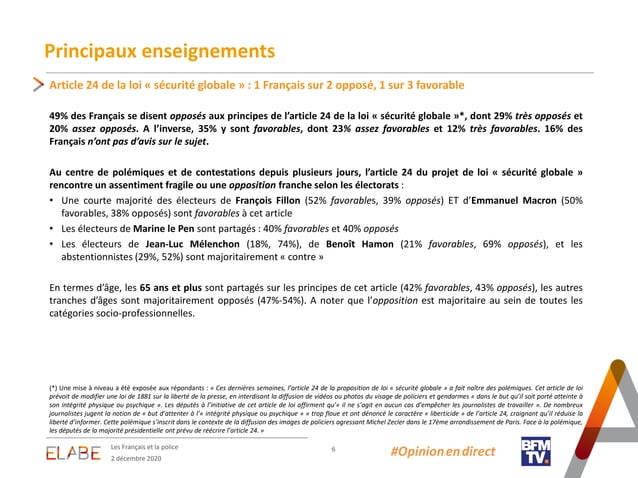 Principaux enseignements
Article 24 de la loi « sécurité globale » : 1 Français sur 2 opposé, 1 sur 3 favorable
49% des Français se disent opposés aux principes de l’article 24 de la loi « sécurité globale »*, dont 29% très opposés et
20% assez opposés. A l’inverse, 35% y sont favorables, dont 23% assez favorables et 12% très favorables. 16% des
Français n’ont pas d’avis sur le sujet.
Au centre de polémiques et de contestations depuis plusieurs jours, l’article 24 du projet de loi « sécurité globale »
rencontre un assentiment fragile ou une opposition franche selon les électorats :
• Une courte majorité des électeurs de François Fillon (52% favorables, 39% opposés) ET d’Emmanuel Macron (50%
favorables, 38% opposés) sont favorables à cet article
• Les électeurs de Marine le Pen sont partagés : 40% favorables et 40% opposés
• Les électeurs de Jean-Luc Mélenchon (18%, 74%), de Benoît Hamon (21% favorables, 69% opposés), et les
abstentionnistes (29%, 52%) sont majoritairement « contre »
En termes d’âge, les 65 ans et plus sont partagés sur les principes de cet article (42% favorables, 43% opposés), les autres
tranches d’âges sont majoritairement opposés (47%-54%). A noter que l’opposition est majoritaire au sein de toutes les
catégories socio-professionnelles.
(*) Une mise à niveau a été exposée aux répondants : « Ces dernières semaines, l’article 24 de la proposition de loi « sécurité globale » a fait naître des polémiques. Cet article de loi
prévoit de modifier une loi de 1881 sur la liberté de la presse, en interdisant la diffusion de vidéos ou photos du visage de policiers et gendarmes « dans le but qu’il soit porté atteinte à
son intégrité physique ou psychique ». Les députés à l’initiative de cet article de loi affirment qu’« il ne s’agit en aucun cas d’empêcher les journalistes de travailler ». De nombreux
journalistes jugent la notion de « but d’attenter à l’« intégrité physique ou psychique « » trop floue et ont dénoncé le caractère « liberticide » de l’article 24, craignant qu’il réduise la
liberté d’informer. Cette polémique s’inscrit dans le contexte de la diffusion des images de policiers agressant Michel Zecler dans le 17ème arrondissement de Paris. Face à la polémique,
les députés de la majorité présidentielle ont prévu de réécrire l’article 24. »
ELABE
Les Français et la police
2 décembre 2020
6
#Opinion en direct
BFM
TV.